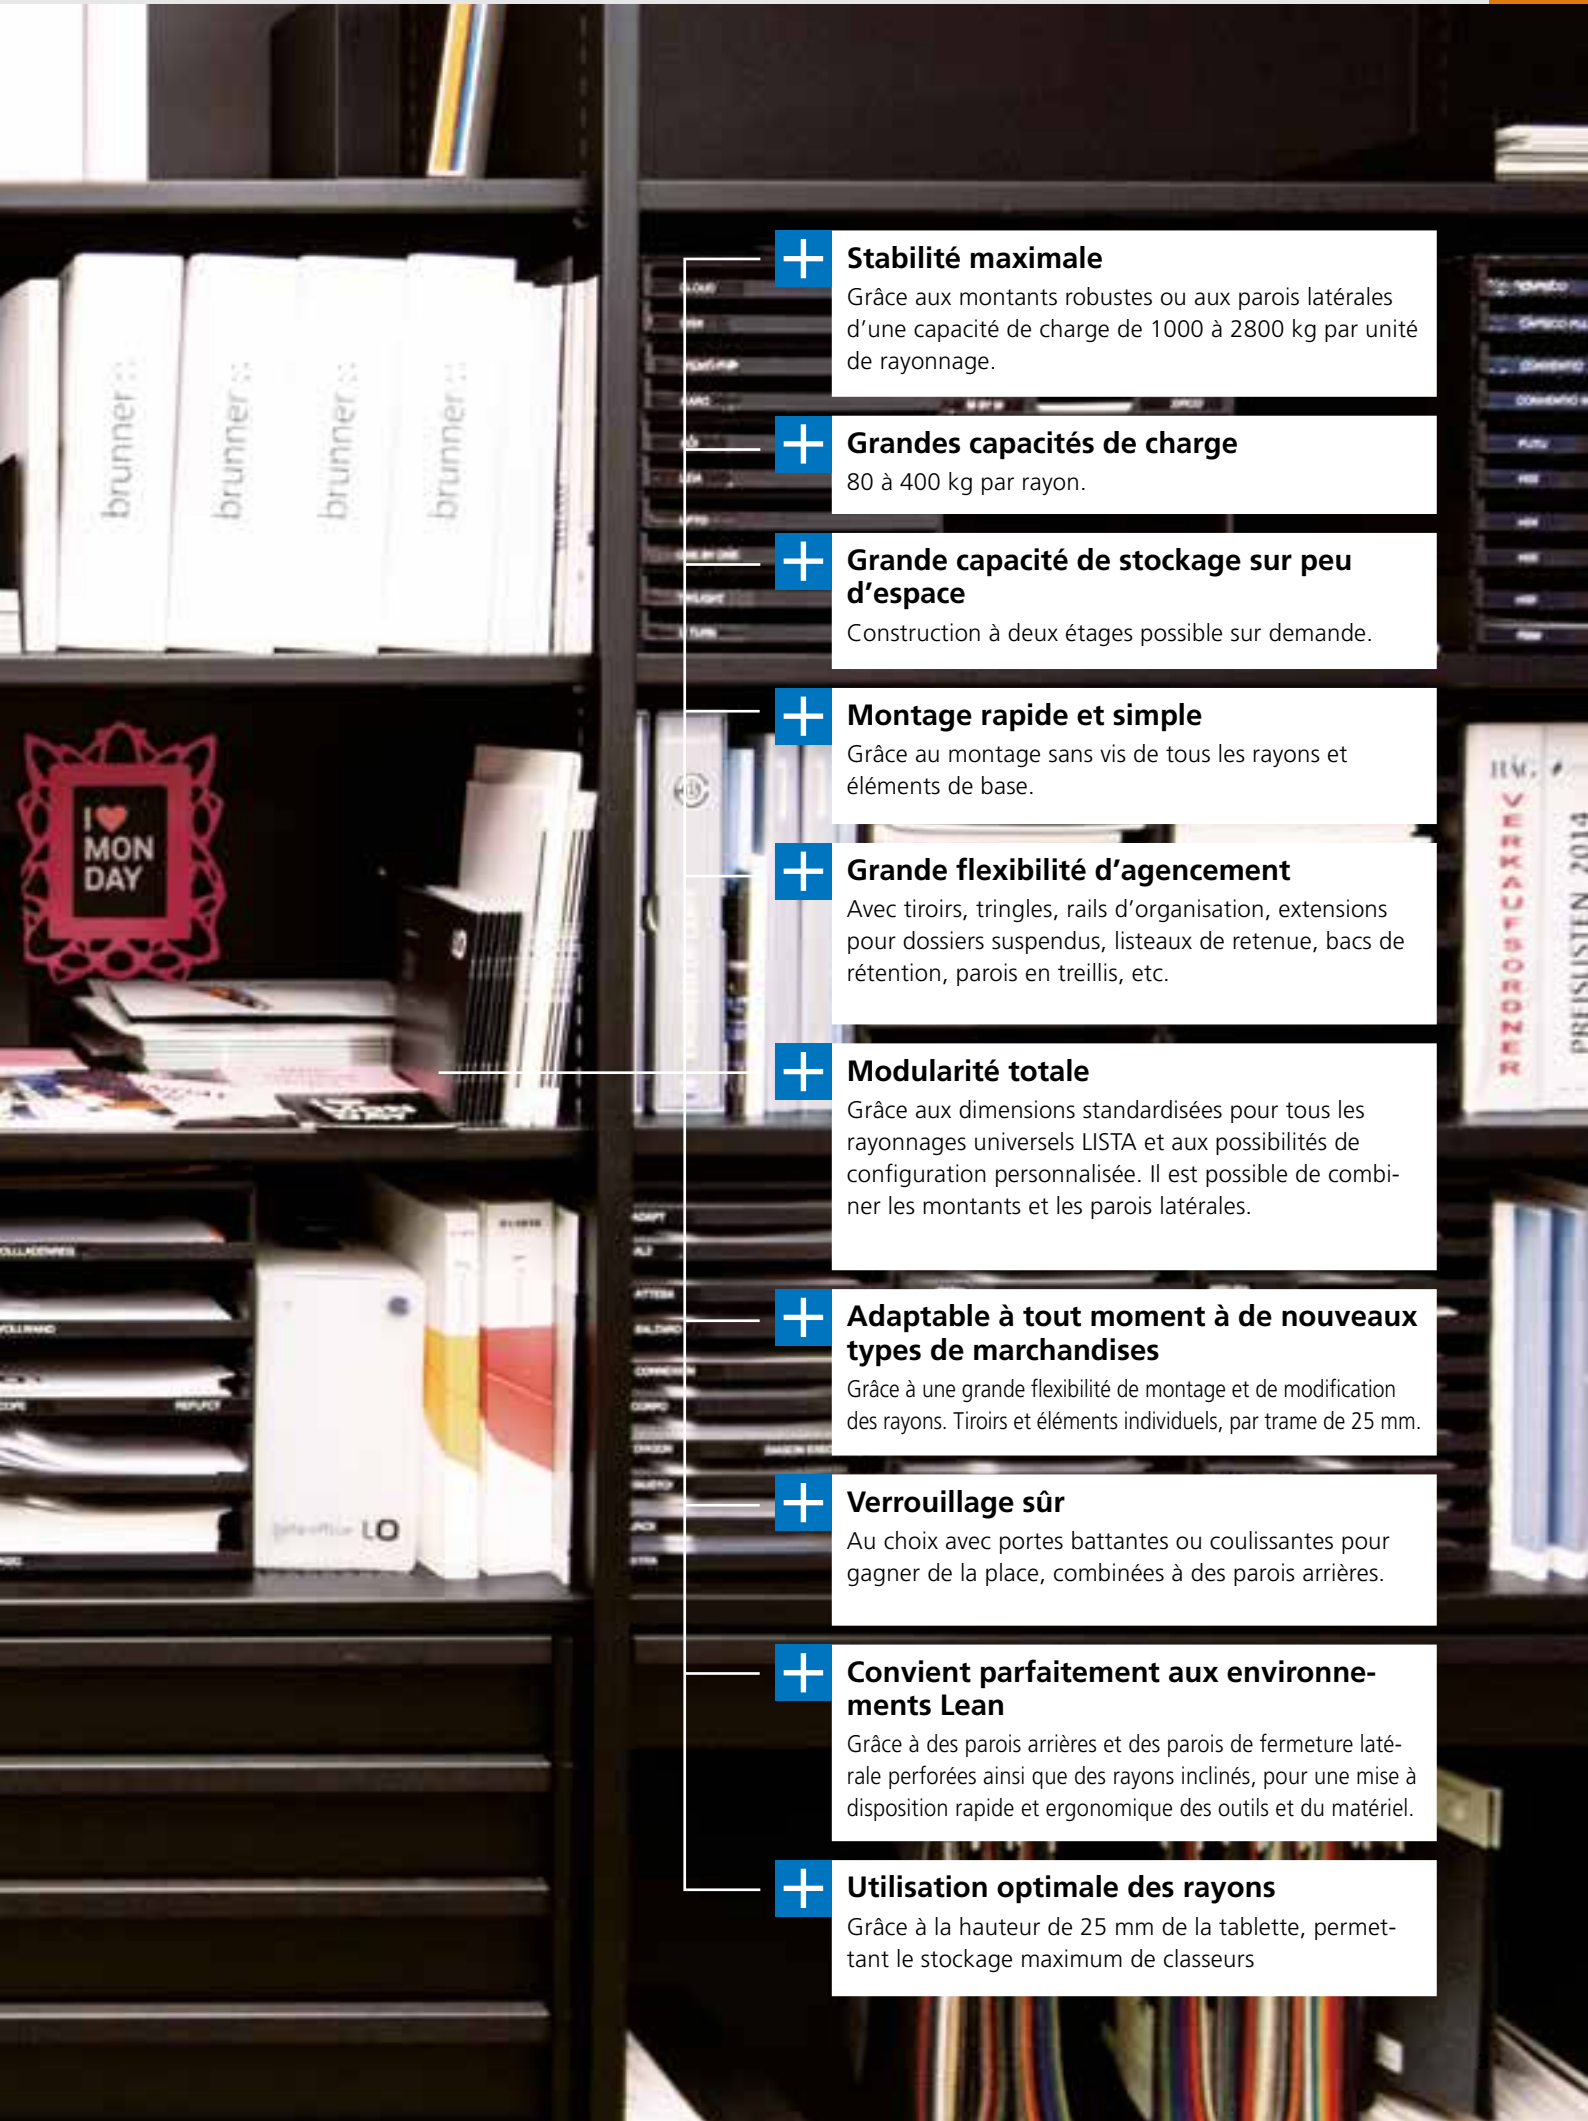 Stabilité maximale
Grâce aux montants robustes ou aux parois latérales
d’une capacité de charge de 1000 à 2800 kg par unité
de rayonnage.
Grandes capacités de charge
80 à 400 kg par rayon.
Grande capacité de stockage sur peu
d’espace
Construction à deux étages possible sur demande.
Montage rapide et simple
Grâce au montage sans vis de tous les rayons et
éléments de base.
Grande flexibilité d’agencement
Avec tiroirs, tringles, rails d’organisation, extensions
pour dossiers suspendus, listeaux de retenue, bacs de
rétention, parois en treillis, etc.
Modularité totale
Grâce aux dimensions standardisées pour tous les
rayonnages universels LISTA et aux possibilités de
configuration personnalisée. Il est possible de combi-
ner les montants et les parois latérales.
Adaptable à tout moment à de nouveaux
types de marchandises
Grâce à une grande flexibilité de montage et de modification
des rayons. Tiroirs et éléments individuels, par trame de 25 mm.
Verrouillage sûr
Au choix avec portes battantes ou coulissantes pour
gagner de la place, combinées à des parois arrières.
Convient parfaitement aux environne-
ments Lean
Grâce à des parois arrières et des parois de fermeture laté-
rale perforées ainsi que des rayons inclinés, pour une mise à
disposition rapide et ergonomique des outils et du matériel.
Utilisation optimale des rayons
Grâce à la hauteur de 25 mm de la tablette, permet-
tant le stockage maximum de classeurs
brunner
brunner
brunner
brunner
I
MON
DAY
LO
HÅG
VERKAUFSORDNER
PREISLISTEN 2014